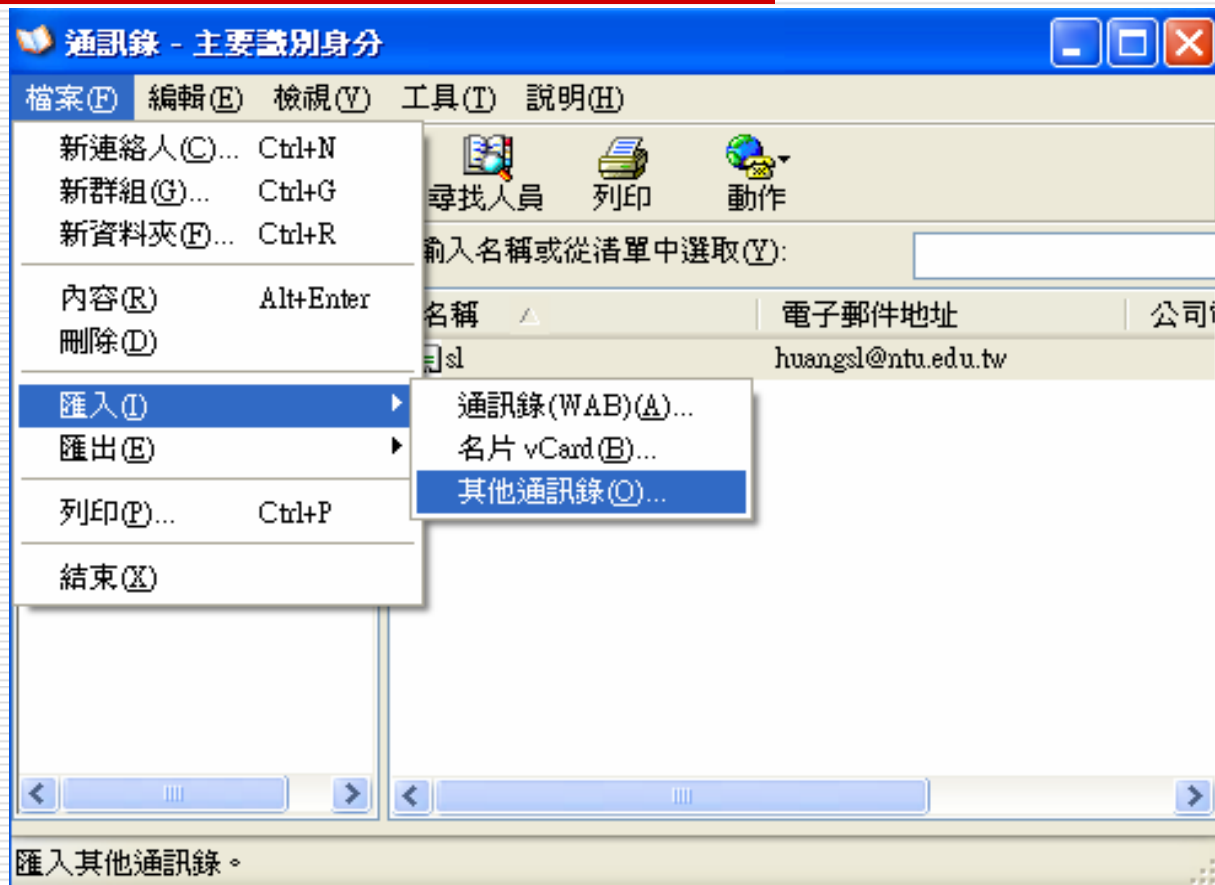 通訊錄 - 主要識別身分
檔案(F) 編輯(E) 檢視(V) 工具(T) 說明(H)
新連絡人(C)... Ctrl+N
新群組(G)... Ctrl+G
新資料夾(F)... Ctrl+R
內容(R) Alt+Enter
刪除(D)
匯入(I)
匯出(E)
列印(P)... Ctrl+P
結束(X)
通訊錄(WAB)(A)...
名片 vCard(B)...
其他通訊錄(O)...
尋找人員 列印 動作
輸入名稱或從清單中選取(Y):
名稱 電子郵件地址 公司
sl huangsl@ntu.edu.tw
匯入其他通訊錄。